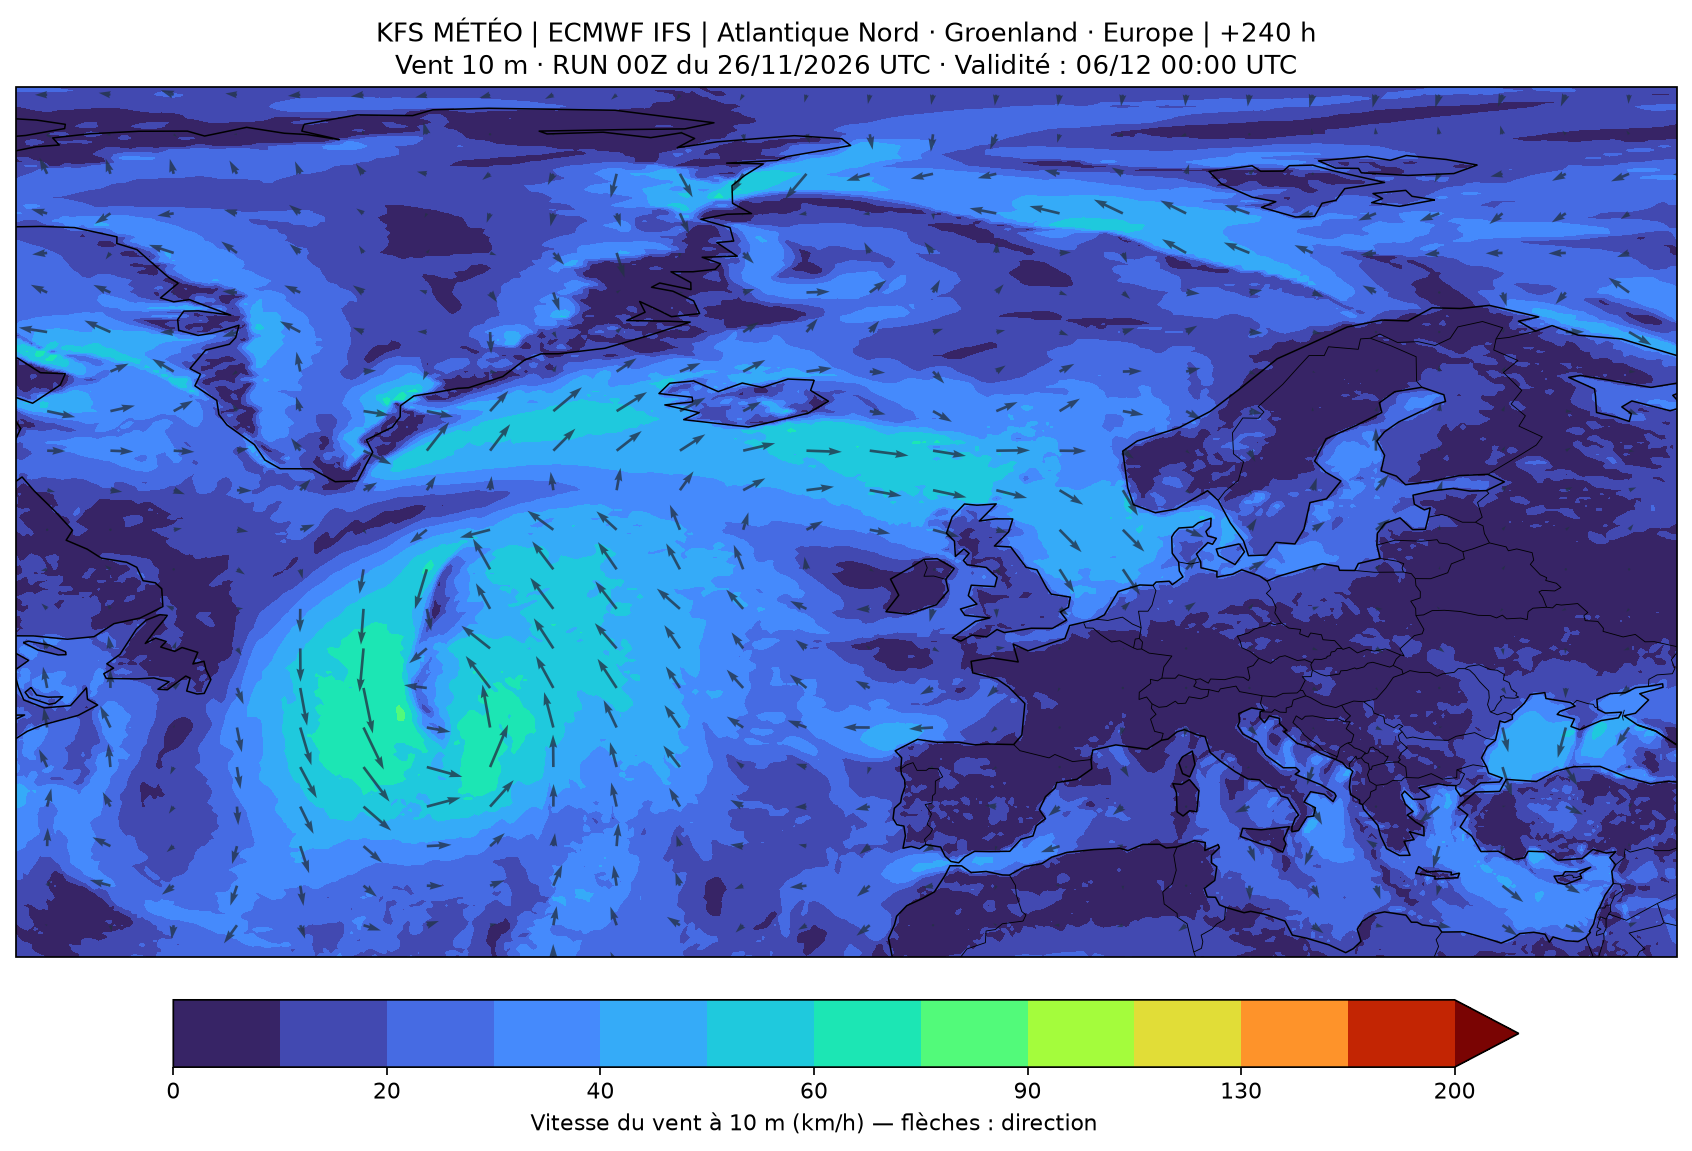 KFS MÉTÉO | ECMWF IFS | Atlantique Nord · Groenland · Europe | +240 h
Vent 10 m · RUN 00Z du 26/11/2026 UTC · Validité : 06/12 00:00 UTC
0 20 40 60 90 130 200
Vitesse du vent à 10 m (km/h) — flèches : direction